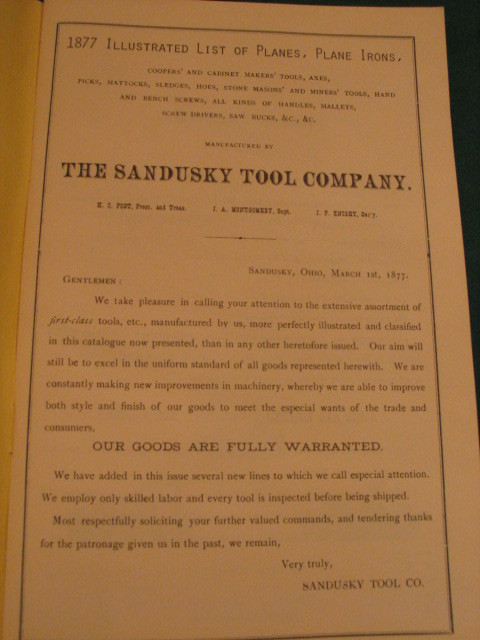 1877 Illustrated List of Planes, Plane Irons,
COOPERS' AND CABINET MAKERS' TOOLS, AXES,
PICKS, MATTOCKS, SLEDGES, HOES, STONE MASONS' AND MINERS' TOOLS, HAND
AND BENCH SCREWS, ALL KINDS OF HANDLES, MALLETS,
SCREW DRIVERS, SAW BUCKS, &C., &C.
MANUFACTURED BY
THE SANDUSKY TOOL COMPANY.
H. S. POST, Pres. and Treas. J. A. MONTGOMERY, Supt. J. F. ENRIGHT, Sec'y.
Sandusky, Ohio, March 1st, 1877.
Gentlemen:
We take pleasure in calling your attention to the extensive assortment of
first-class tools, etc., manufactured by us, more perfectly illustrated and classified
in this catalogue now presented, than in any other heretofore issued. Our aim will
still be to excel in the uniform standard of all goods represented herewith. We are
constantly making new improvements in machinery, whereby we are able to improve
both style and finish of our goods to meet the especial wants of the trade and
consumers.
OUR GOODS ARE FULLY WARRANTED.
We have added in this issue several new lines to which we call especial attention.
We employ only skilled labor and every tool is inspected before being shipped.
Most respectfully soliciting your further valued commands, and tendering thanks
for the patronage given us in the past, we remain,
Very truly,
SANDUSKY TOOL CO.